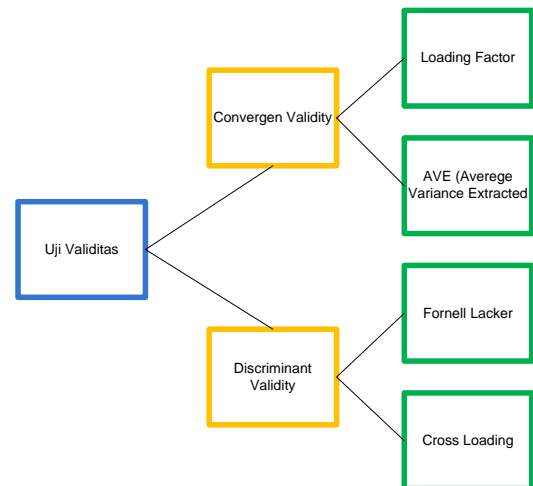 Loading Factor
Convergen Validity
AVE (Averege
Variance Extracted
Uji Validitas
Fornell Lacker
Discriminant
Validity
Cross Loading